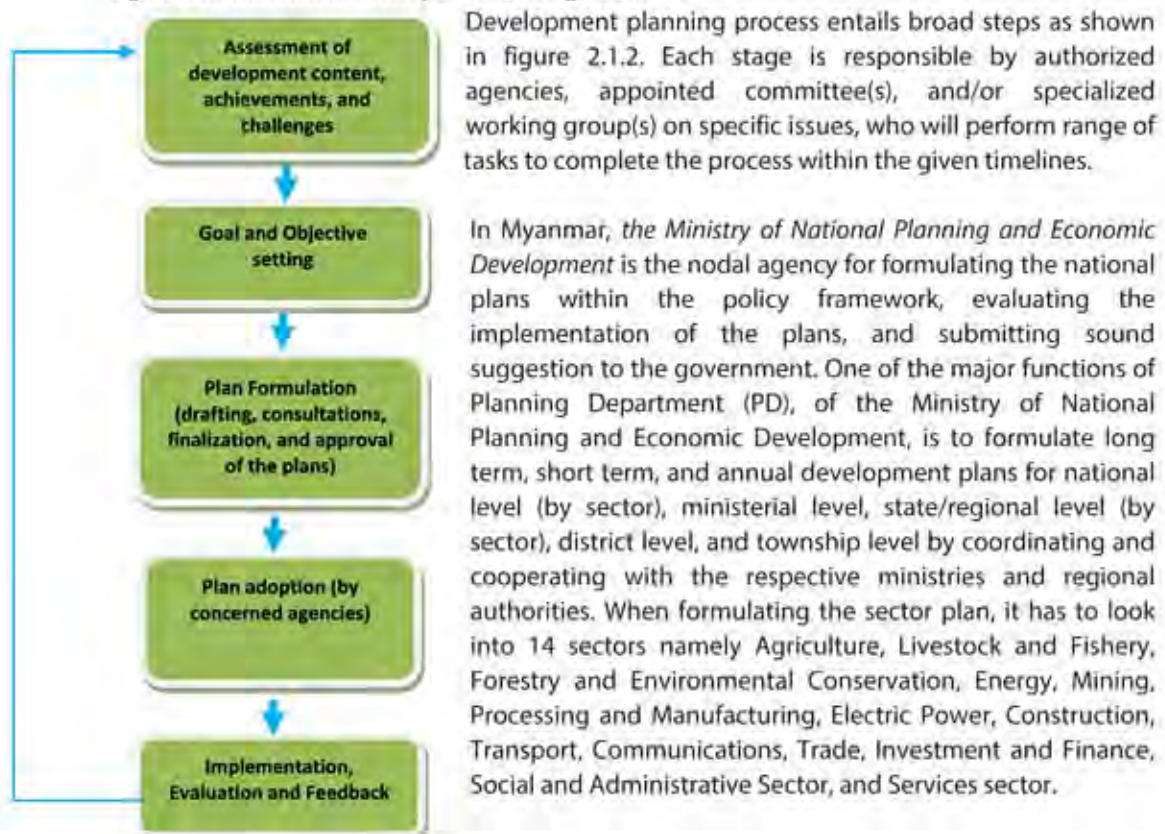 Assessment of
development content,
achievements, and
challenges
Goal and Objective
setting
Plan Formulation
(drafting, consultations,
finalization, and approval
of the plans)
Plan adoption (by
concerned agencies)
Implementation,
Evaluation and Feedback
Development planning process entails broad steps as shown
in figure 2.1.2. Each stage is responsible by authorized
agencies, appointed committee(s), and/or specialized
working group(s) on specific issues, who will perform range of
tasks to complete the process within the given timelines.
In Myanmar, the Ministry of National Planning and Economic
Development is the nodal agency for formulating the national
plans within the policy framework, evaluating the
implementation of the plans, and submitting sound
suggestion to the government. One of the major functions of
Planning Department (PD), of the Ministry of National
Planning and Economic Development, is to formulate long
term, short term, and annual development plans for national
level (by sector), ministerial level, state/regional level (by
sector), district level, and township level by coordinating and
cooperating with the respective ministries and regional
authorities. When formulating the sector plan, it has to look
into 14 sectors namely Agriculture, Livestock and Fishery,
Forestry and Environmental Conservation, Energy, Mining,
Processing and Manufacturing, Electric Power, Construction,
Transport, Communications, Trade, Investment and Finance,
Social and Administrative Sector, and Services sector.